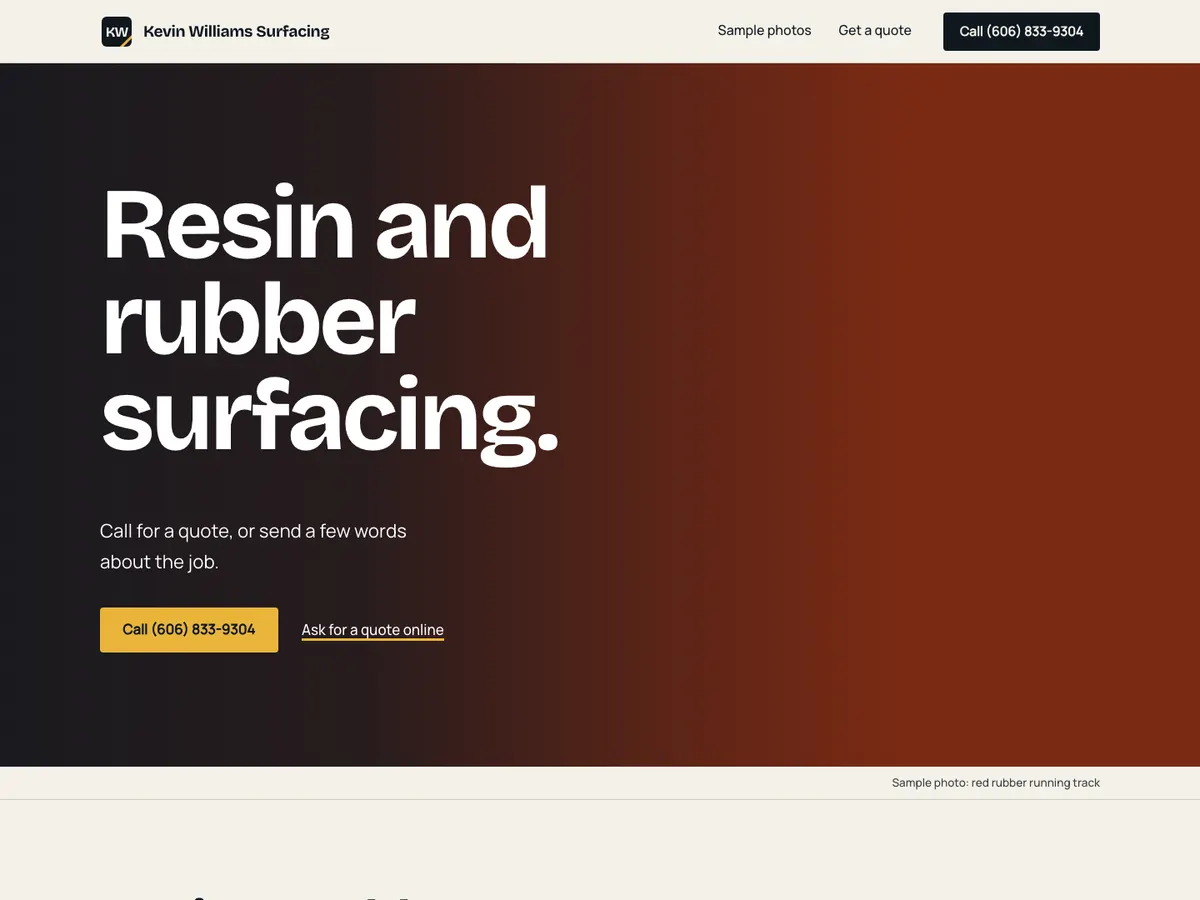 KW
Kevin Williams Surfacing
Sample photos
Get a quote
Call (606) 833-9304
Resin and
rubber
surfacing.
Call for a quote, or send a few words
about the job.
Call (606) 833-9304
Ask for a quote online
Sample photo: red rubber running track